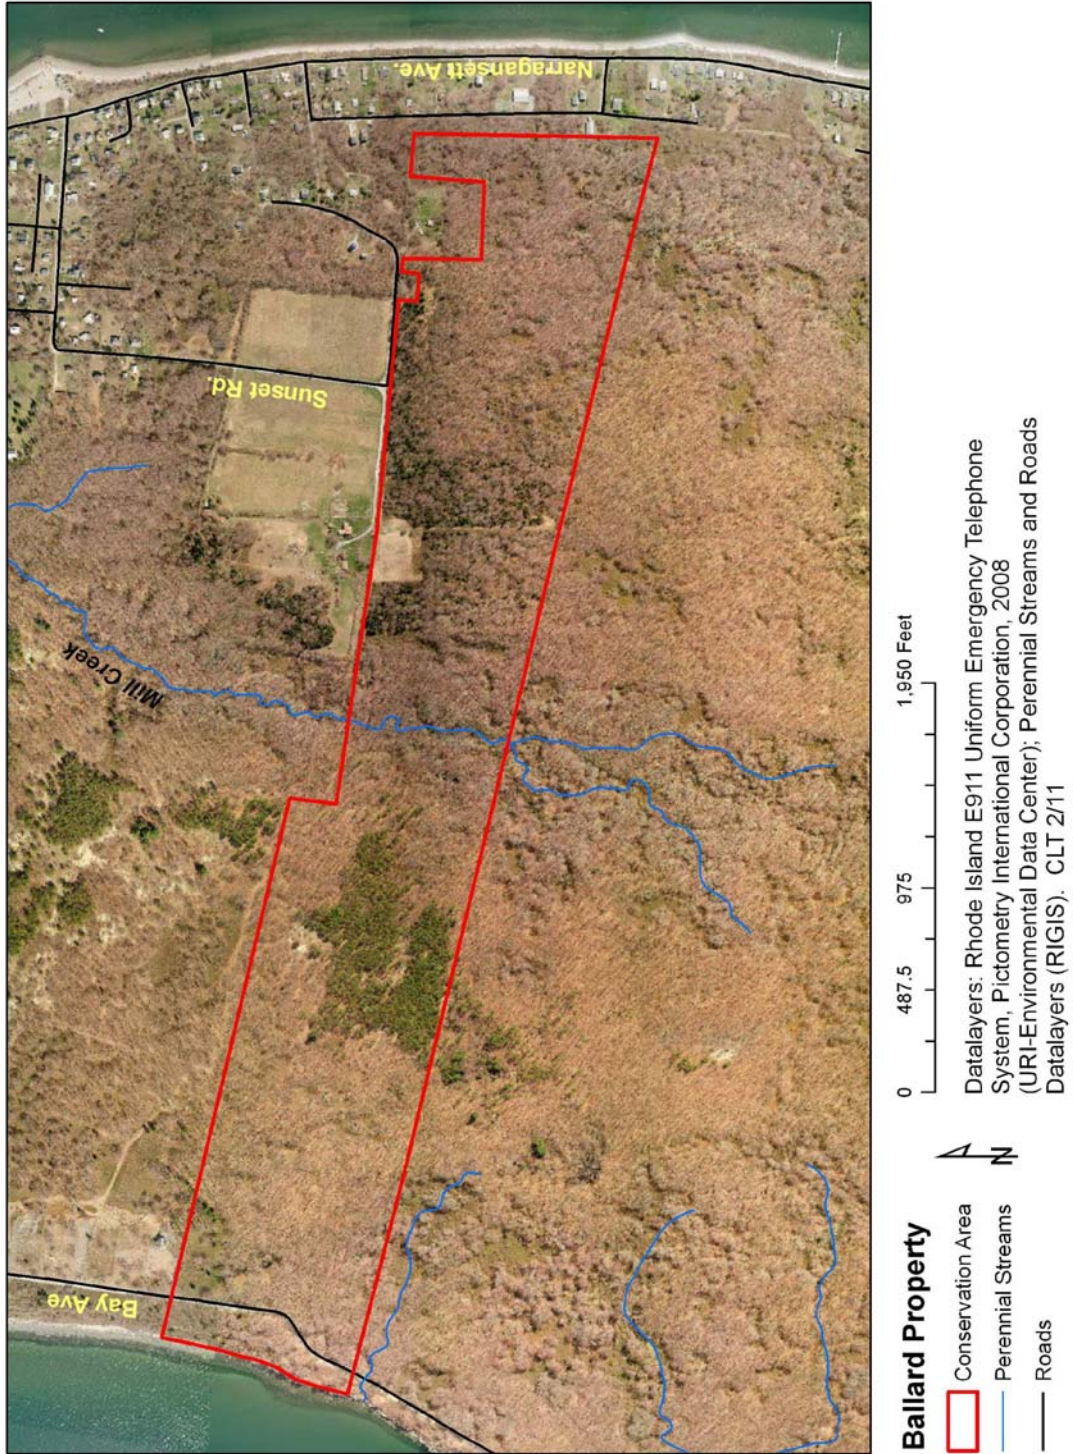 Narragansett Ave.
Sunset Rd.
Mill Creek
Bay Ave
Ballard Property
Conservation Area
Perennial Streams
Roads
N
0 487.5 975 1,950 Feet
Datalayers: Rhode Island E911 Uniform Emergency Telephone
System, Pictometry International Corporation, 2008
(URI-Environmental Data Center); Perennial Streams and Roads
Datalayers (RIGIS). CLT 2/11